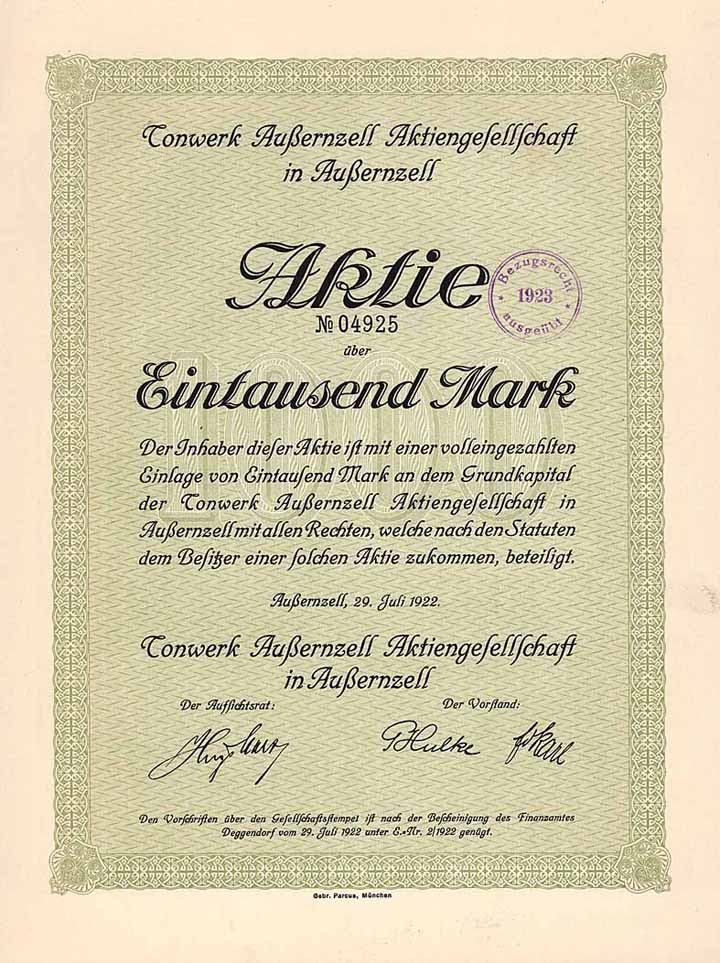 Tonwerk Außernzell Aktiengeſellſchaft
in Außernzell
Aktie
Bezugsrecht
1923
ausgeübt
№ 04925
über
1000
Eintausend Mark
Der Inhaber dieſer Aktie iſt mit einer volleingezahlten
Einlage von Eintauſend Mark an dem Grundkapital
der Tonwerk Außernzell Aktiengeſellſchaft in
Außernzell mit allen Rechten, welche nach den Statuten
dem Beſitzer einer ſolchen Aktie zukommen, beteiligt.
Außernzell, 29. Juli 1922.
Tonwerk Außernzell Aktiengeſellſchaft
in Außernzell
Der Aufſichtsrat: Der Vorſtand:
Den Vorſchriften über den Geſellſchaftsſtempel iſt nach der Beſcheinigung des Finanzamtes
Deggendorf vom 29. Juli 1922 unter E.-Nr. 2/1922 genügt.
Gebr. Parcus, München